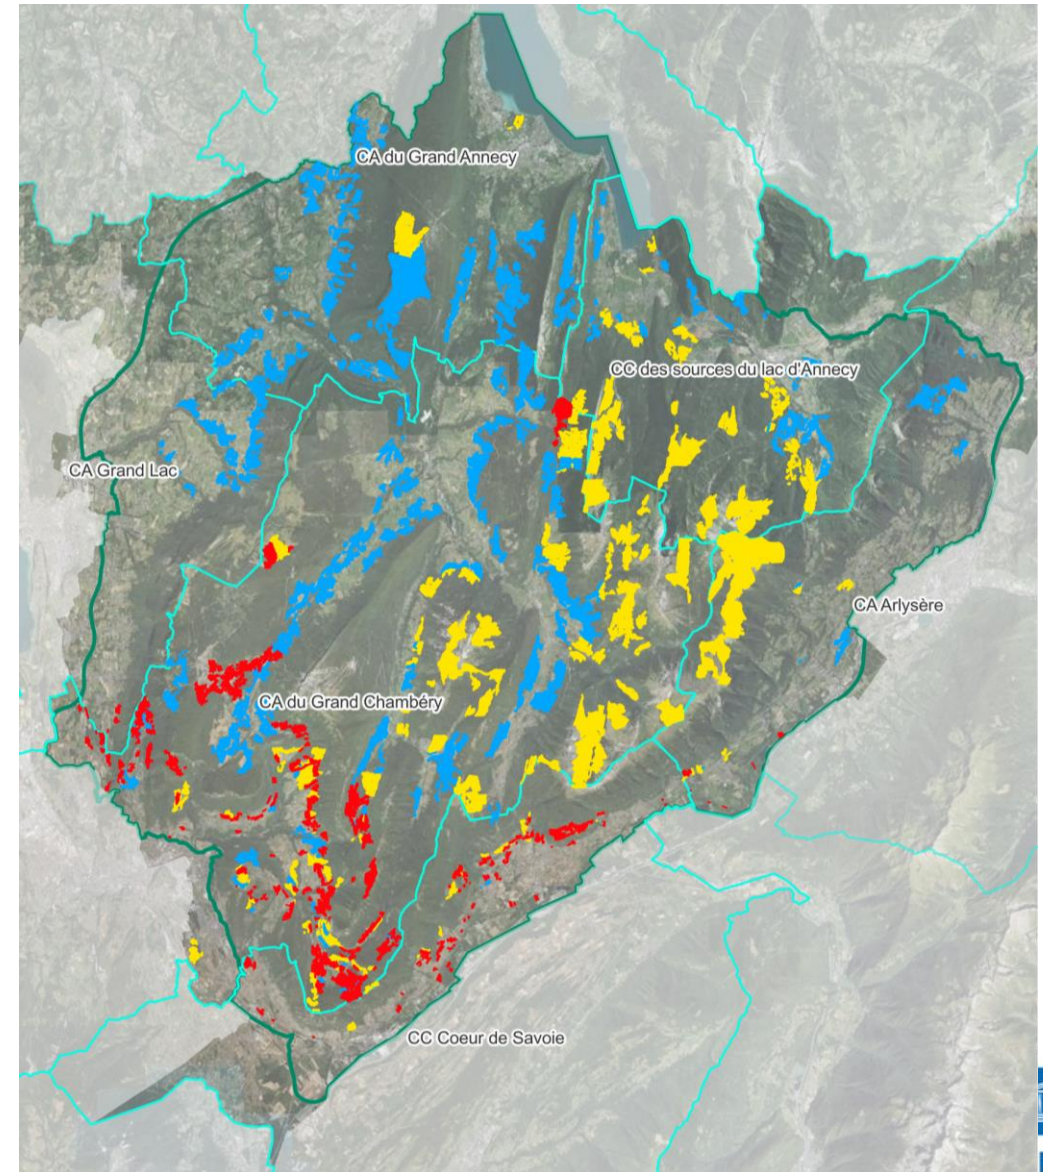 CA du Grand Annecy
CC des sources du lac d'Annecy
CA Grand Lac
CA Arlysère
CA du Grand Chambéry
CC Coeur de Savoie